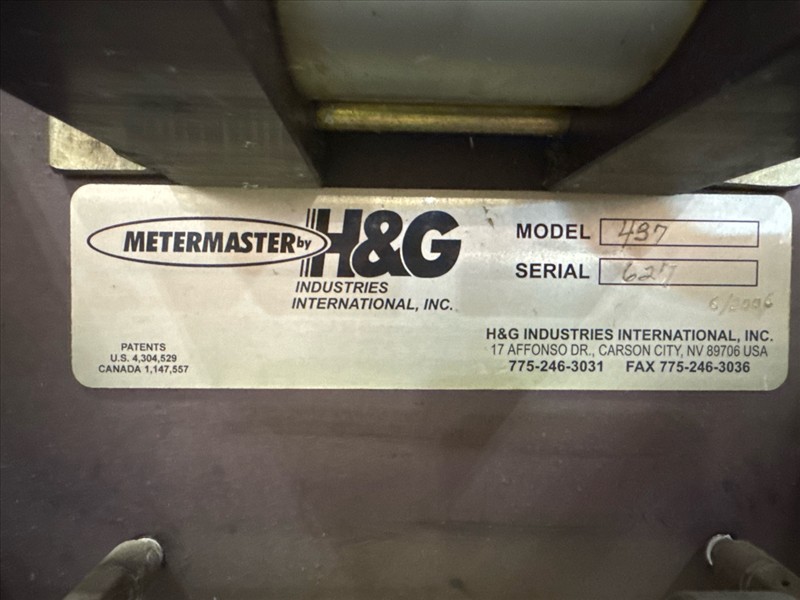 METERMASTER by H&G
INDUSTRIES
INTERNATIONAL, INC.
MODEL 437
SERIAL 627
6/2006
PATENTS
U.S. 4,304,529
CANADA 1,147,557
H&G INDUSTRIES INTERNATIONAL, INC.
17 AFFONSO DR., CARSON CITY, NV 89706 USA
775-246-3031 FAX 775-246-3036